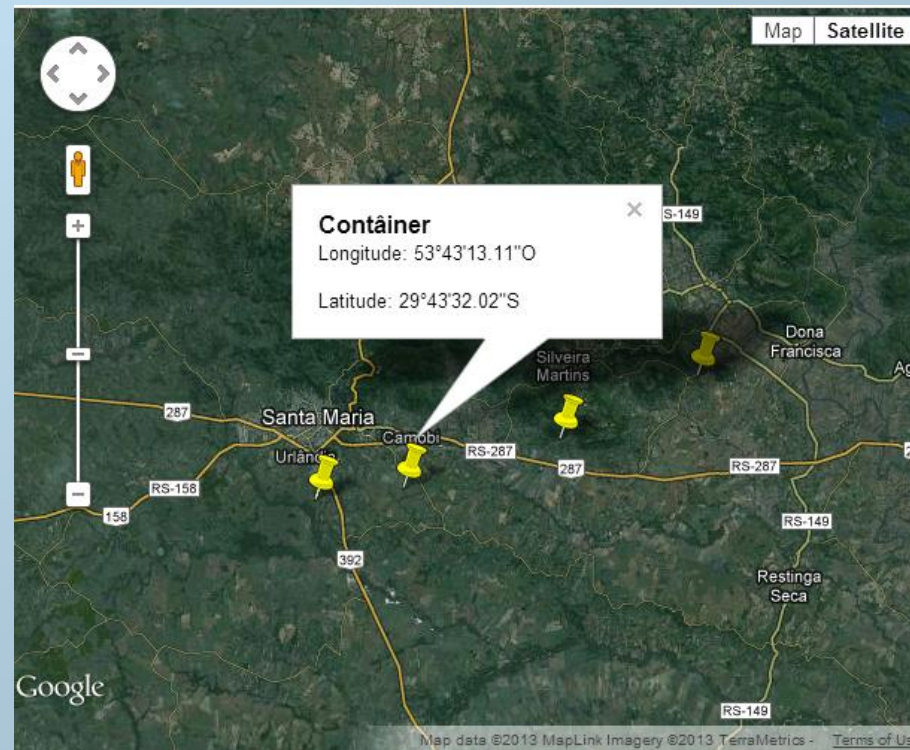 Map
Satellite
S-149
Contâiner
Longitude: 53°43'13.11"O
Latitude: 29°43'32.02"S
Dona
Francisca
Silveira
Martins
Ag
287
Santa Maria
Camobi
Urlândia
RS-287
287
RS-287
2
RS-158
158
RS-149
392
Restinga
Seca
Google
RS-149
Map data ©2013 MapLink Imagery ©2013 TerraMetrics - Terms of Us